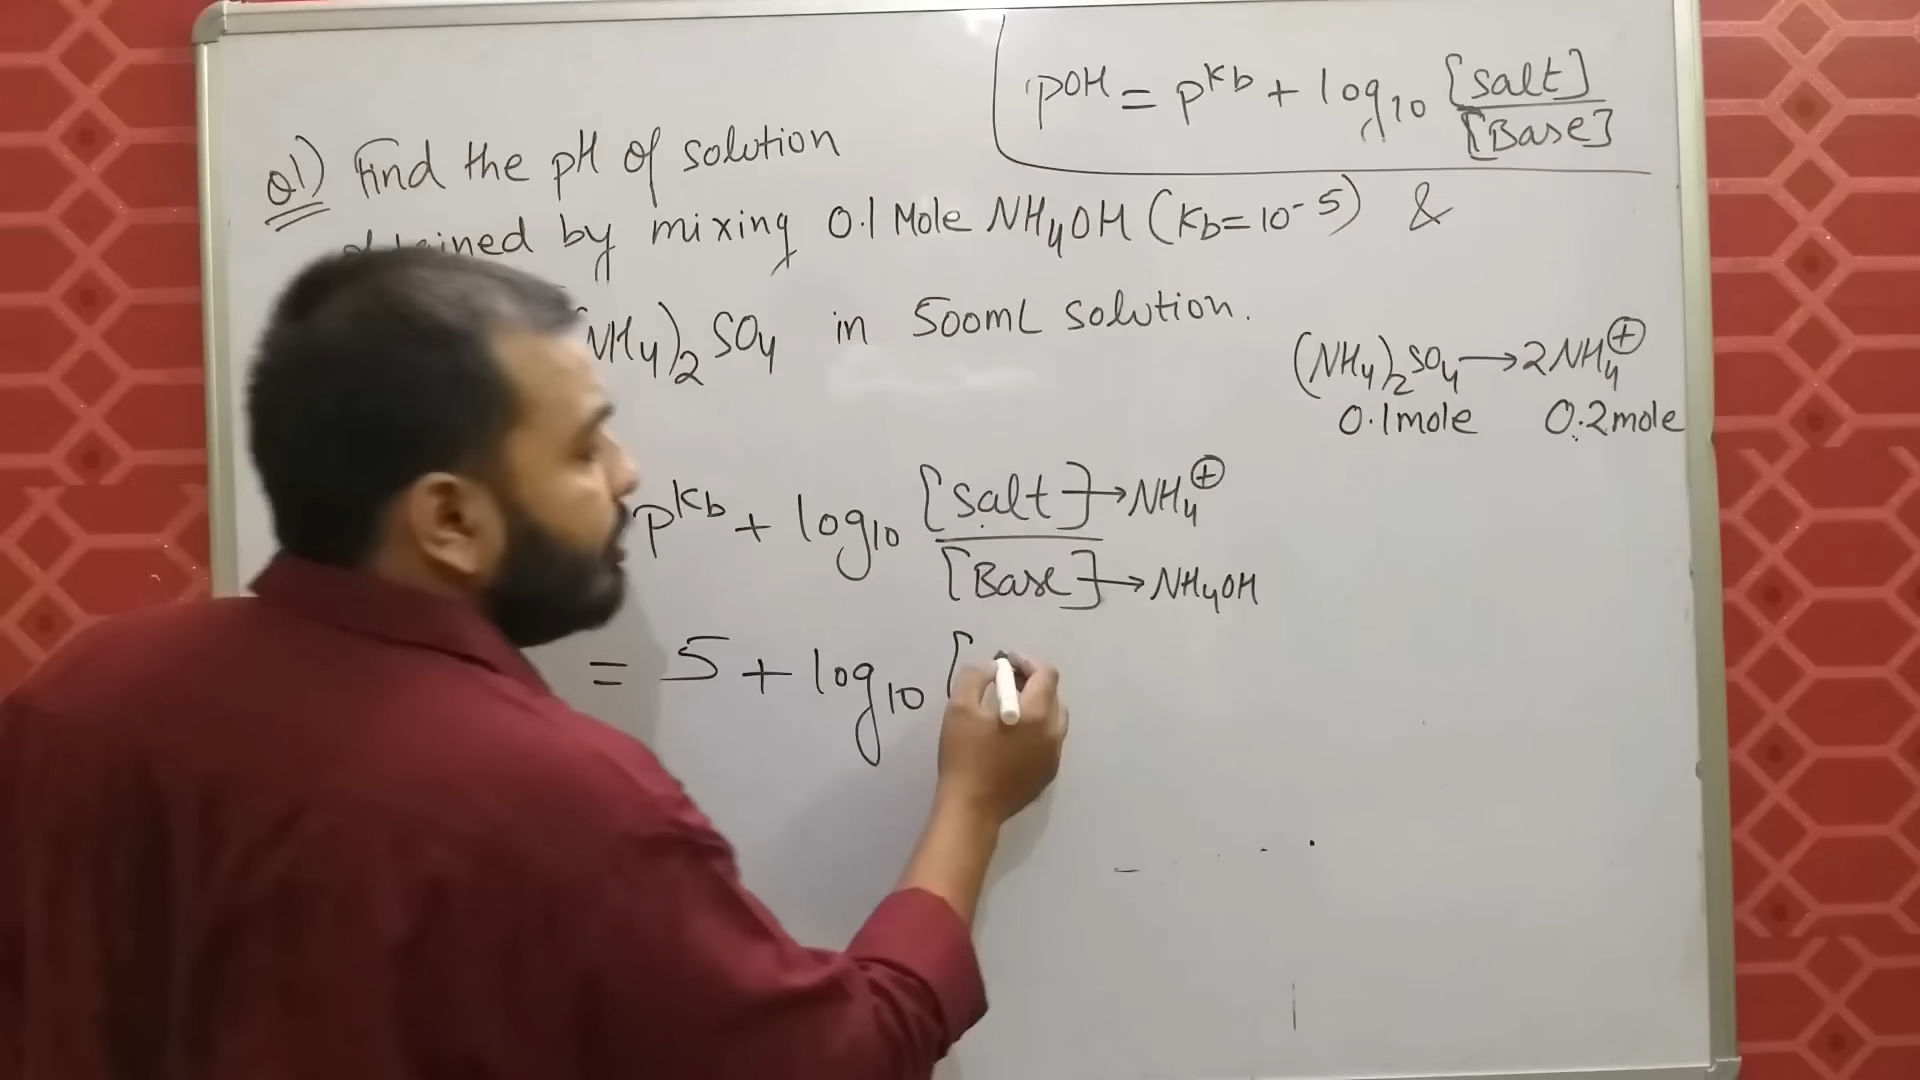 pOH = pKb + log10 [Salt]/[Base]
Q1) Find the pH of solution
obtained by mixing 0.1 Mole NH4OH (Kb=10-5) &
NH4)2 SO4 in 500mL solution.
(NH4)2SO4 → 2NH4⊕
0.1mole 0.2mole
pKb + log10 [Salt]→NH4⊕
[Base]→NH4OH
= 5 + log10 [